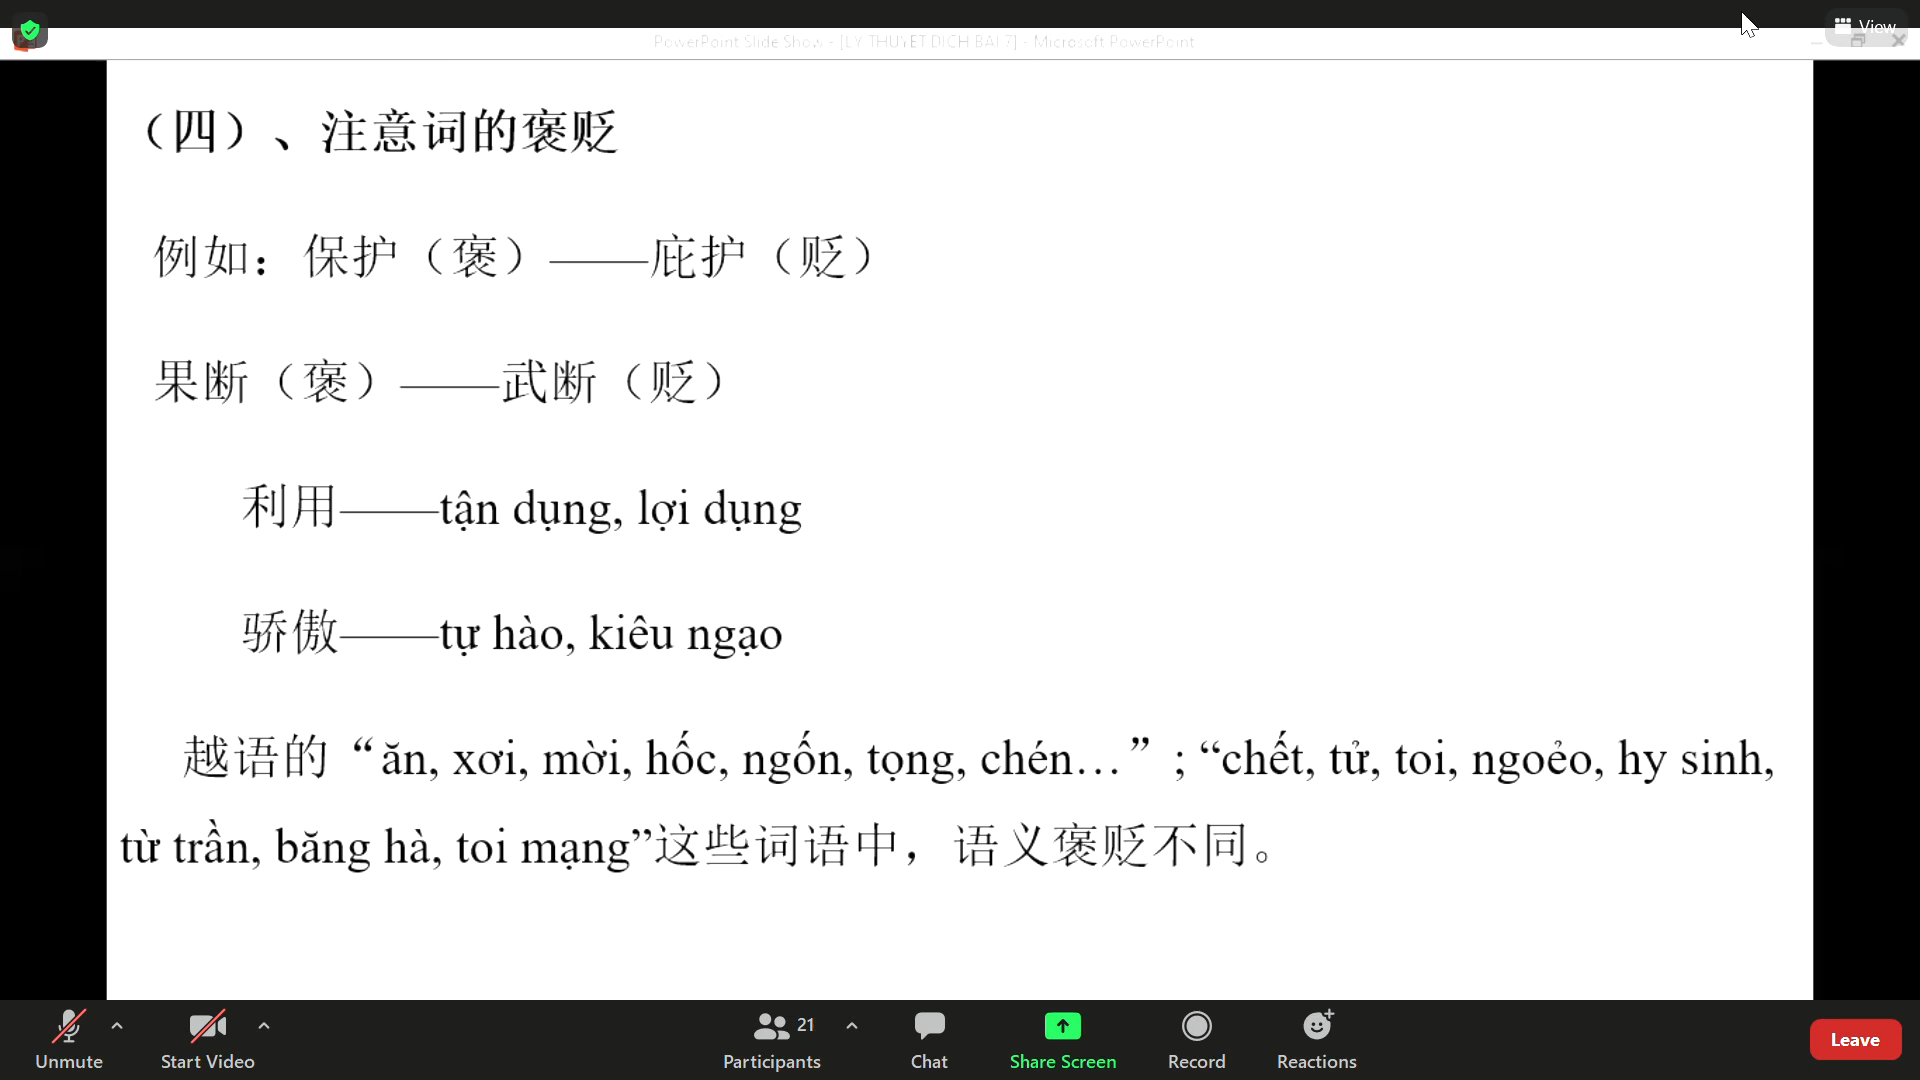 PowerPoint Slide Show - [LY THUYET DICH BAI 7] - Microsoft PowerPoint
View
（四）、注意词的褒贬
例如：保护（褒）——庇护（贬）
果断（褒）——武断（贬）
利用——tận dụng, lợi dụng
骄傲——tự hào, kiêu ngạo
越语的“ăn, xơi, mời, hốc, ngốn, tọng, chén…”; “chết, tử, toi, ngoẻo, hy sinh,
từ trần, băng hà, toi mạng”这些词语中，语义褒贬不同。
21
Unmute Start Video Participants Chat Share Screen Record Reactions Leave